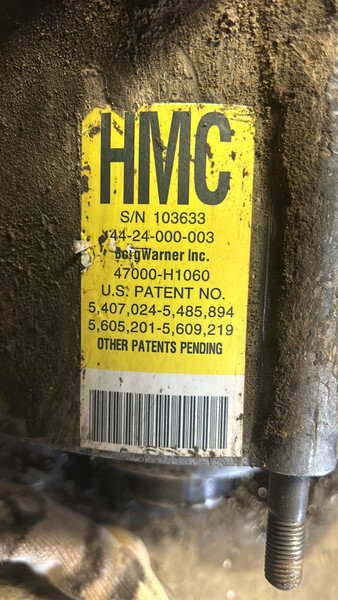 HMC
S/N 103633
44-24-000-003
BorgWarner Inc.
47000-H1060
U.S. PATENT NO.
5,407,024-5,485,894
5,605,201-5,609,219
OTHER PATENTS PENDING